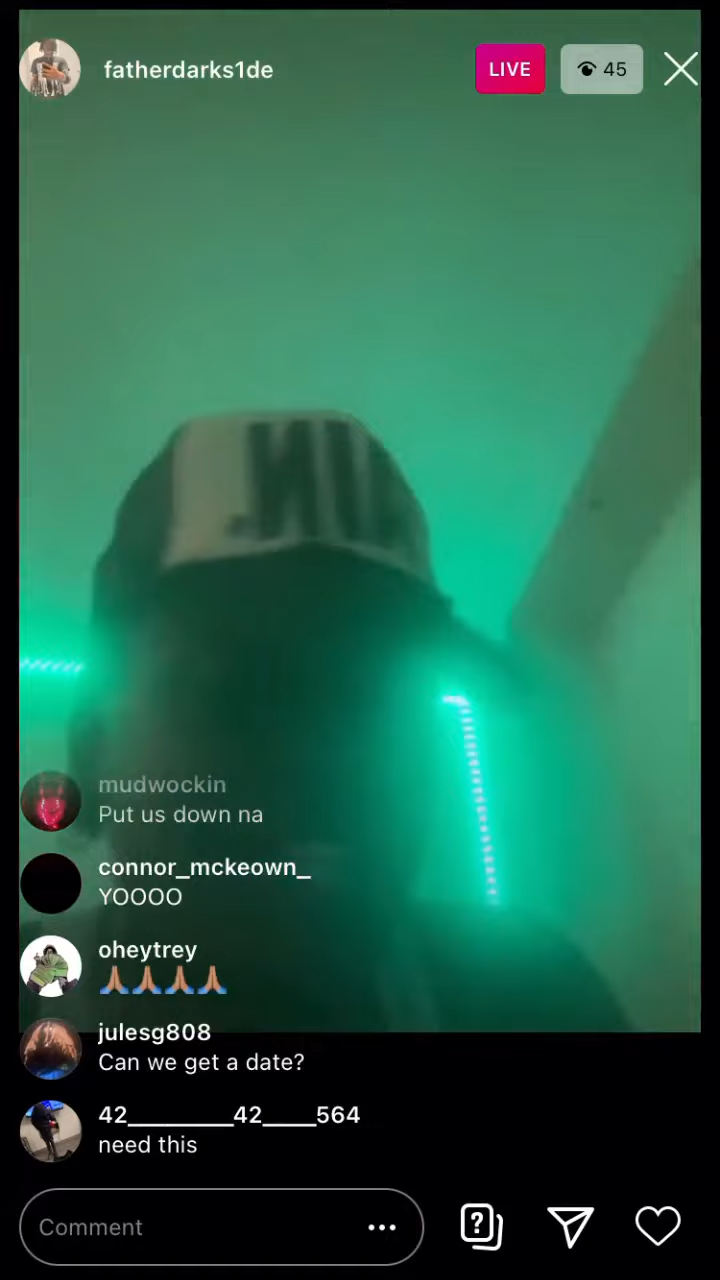 fatherdarks1de
LIVE
45
mudwockin
Put us down na
connor_mckeown_
YOOOO
oheytrey
🙏🏽🙏🏽🙏🏽🙏🏽
julesg808
Can we get a date?
42________42____564
need this
Comment